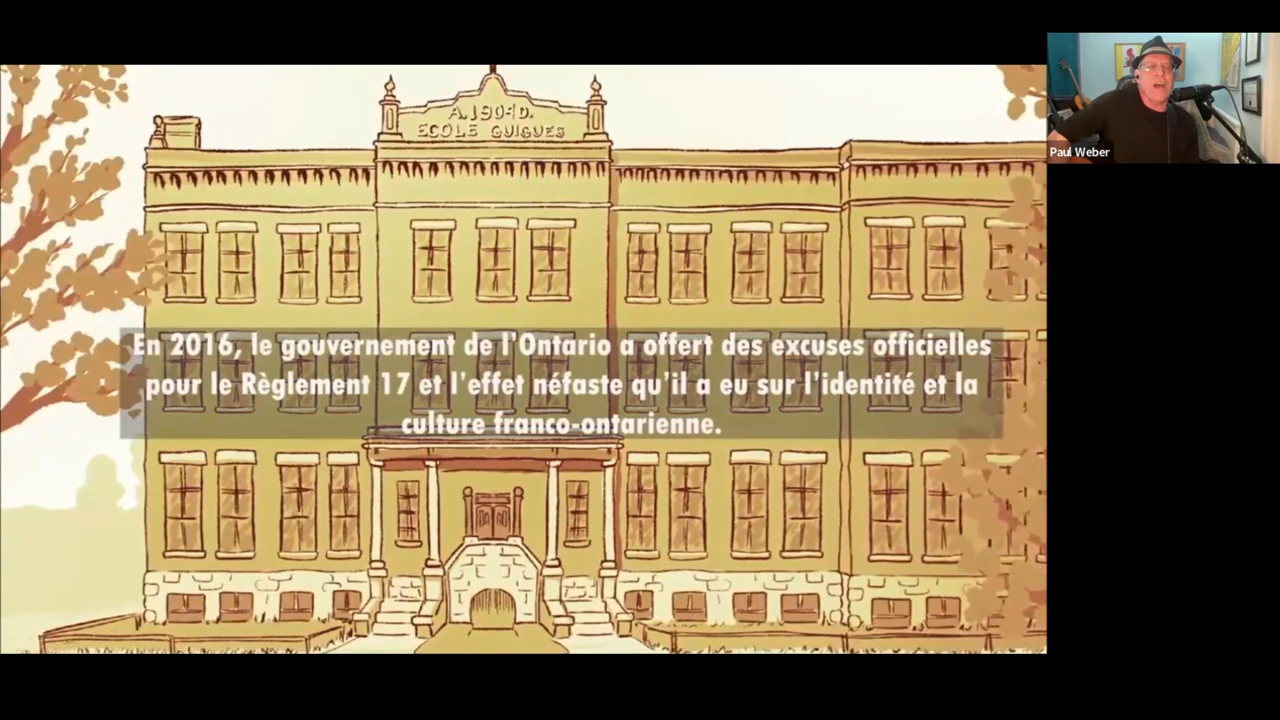 A. 1904 D.
ECOLE GUIGUES
En 2016, le gouvernement de l'Ontario a offert des excuses officielles
pour le Règlement 17 et l'effet néfaste qu'il a eu sur l'identité et la
culture franco-ontarienne.
Paul Weber